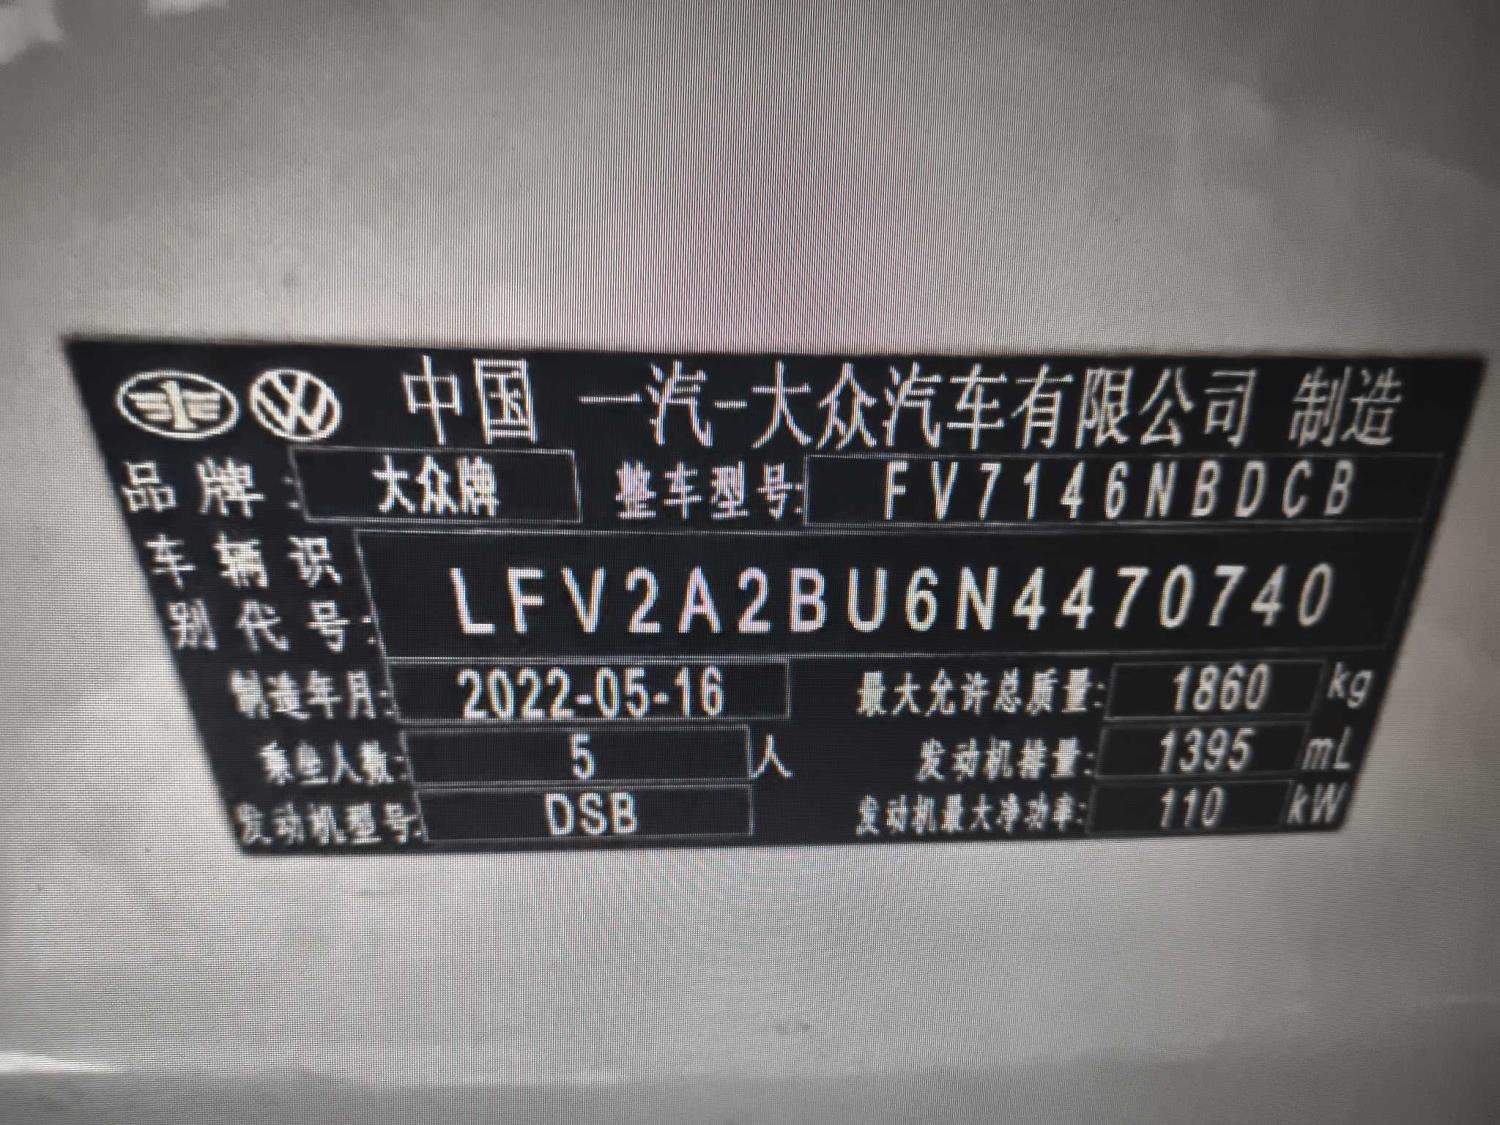 中国 一汽-大众汽车有限公司 制造
品牌: 大众牌 整车型号: FV7146NBDCB
车辆识别代号: LFV2A2BU6N4470740
制造年月: 2022-05-16 最大允许总质量: 1860 kg
乘坐人数: 5 人 发动机排量: 1395 mL
发动机型号: DSB 发动机最大净功率: 110 kW